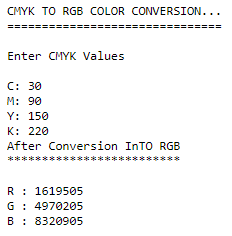 CMYK TO RGB COLOR CONVERSION...
===============================
Enter CMYK Values
C: 30
M: 90
Y: 150
K: 220
After Conversion InTO RGB
*************************
R : 1619505
G : 4970205
B : 8320905